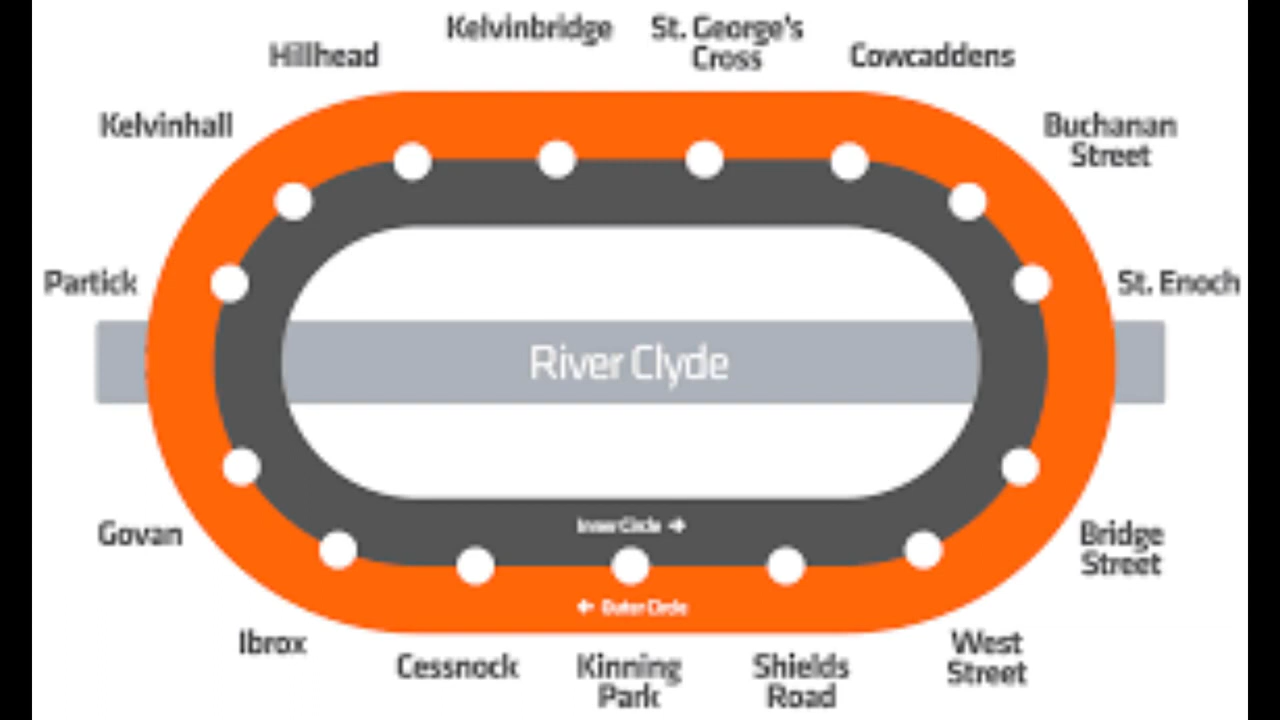 Kelvinbridge
St. George's
Cross
Hillhead
Cowcaddens
Kelvinhall
Buchanan
Street
Partick
St. Enoch
River Clyde
Inner Circle →
← Outer Circle
Govan
Bridge
Street
Ibrox
West
Street
Cessnock
Kinning
Park
Shields
Road